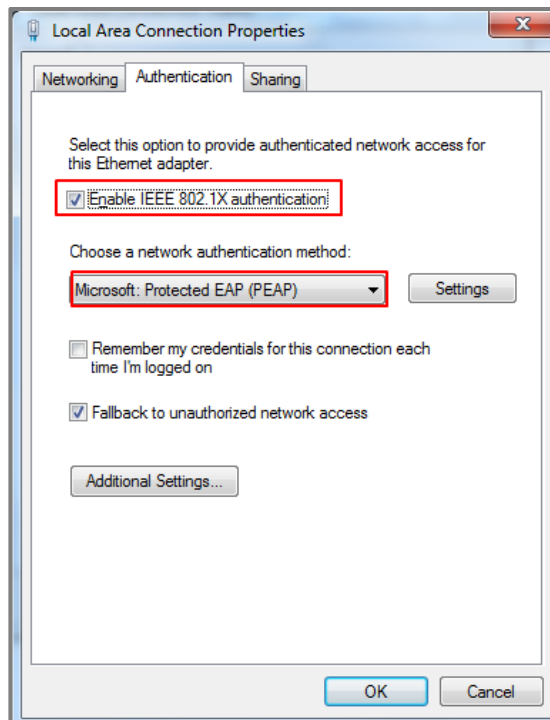 Local Area Connection Properties
Networking Authentication Sharing
Select this option to provide authenticated network access for
this Ethernet adapter.
Enable IEEE 802.1X authentication
Choose a network authentication method:
Microsoft: Protected EAP (PEAP) Settings
Remember my credentials for this connection each
time I'm logged on
Fallback to unauthorized network access
Additional Settings...
OK Cancel